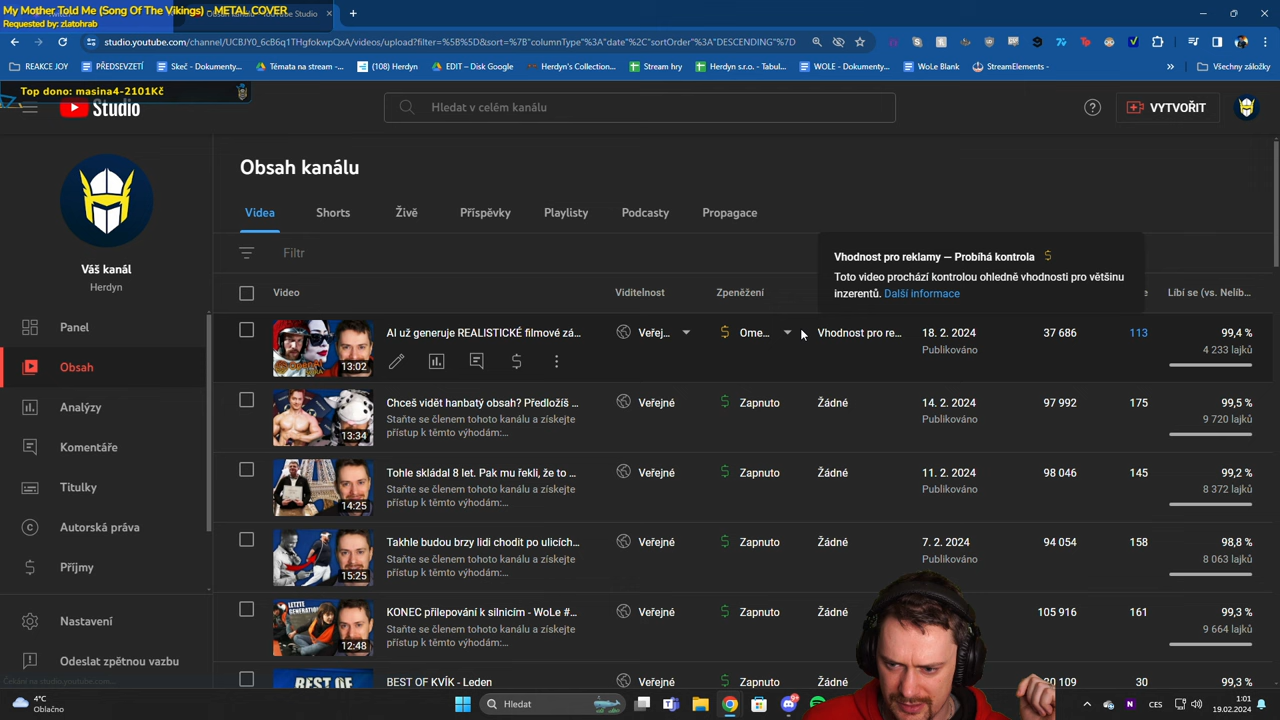 My Mother Told Me (Song Of The Vikings) - METAL COVER
Requested by: zlatohrab
studio.youtube.com/channel/UCBJY0_6cB6q1THgfokwpQxA/videos/upload?filter=%5B%5D&sort=%7B"columnType"%3A"date"%2C"sortOrder"%3A"DESCENDING"%7D
REAKCE JOY
PŘEDSEVZETÍ
Skeč - Dokumenty...
Témata na stream -...
(108) Herdyn
EDIT – Disk Google
Herdyn's Collection...
Stream hry
Herdyn s.r.o. - Tabul...
WOLE - Dokumenty...
WoLe Blank
StreamElements -
»
Všechny záložky
Top dono: masina4-2101Kč
Studio
Hledat v celém kanálu
VYTVOŘIT
Obsah kanálu
Videa
Shorts
Živě
Příspěvky
Playlisty
Podcasty
Propagace
Váš kanál
Herdyn
Filtr
Vhodnost pro reklamy — Probíhá kontrola
Toto video prochází kontrolou ohledně vhodnosti pro většinu
inzerentů. Další informace
Video
Viditelnost
Zpeněžení
Líbí se (vs. Nelíb...
AI už generuje REALISTICKÉ filmové zá...
Veřej...
Ome...
Vhodnost pro re...
18. 2. 2024
Publikováno
37 686
113
99,4 %
4 233 lajků
13:02
Chceš vidět hanbatý obsah? Předložíš ...
Staňte se členem tohoto kanálu a získejte
přístup k těmto výhodám:...
Veřejné
Zapnuto
Žádné
14. 2. 2024
Publikováno
97 992
175
99,5 %
9 720 lajků
13:34
Tohle skládal 8 let. Pak mu řekli, že to ...
Staňte se členem tohoto kanálu a získejte
přístup k těmto výhodám:...
Veřejné
Zapnuto
Žádné
11. 2. 2024
Publikováno
98 046
145
99,2 %
8 372 lajků
14:25
Takhle budou brzy lidi chodit po ulicích...
Staňte se členem tohoto kanálu a získejte
přístup k těmto výhodám:...
Veřejné
Zapnuto
Žádné
7. 2. 2024
Publikováno
94 054
158
98,8 %
8 063 lajků
15:25
KONEC přilepování k silnicím - WoLe #...
Staňte se členem tohoto kanálu a získejte
přístup k těmto výhodám:...
Veřejné
Zapnuto
Žádné
105 916
161
99,3 %
9 664 lajků
LETZTE
GENERATION
12:48
BEST OF KVÍK - Leden
Veřejné
Zapnuto
Žádné
20 109
30
99,3 %
BEST OF
Panel
Obsah
Analýzy
Komentáře
Titulky
Autorská práva
Příjmy
Nastavení
Odeslat zpětnou vazbu
Čekání na studio.youtube.com...
4°C
Oblačno
Hledat
CES
1:01
19.02.2024